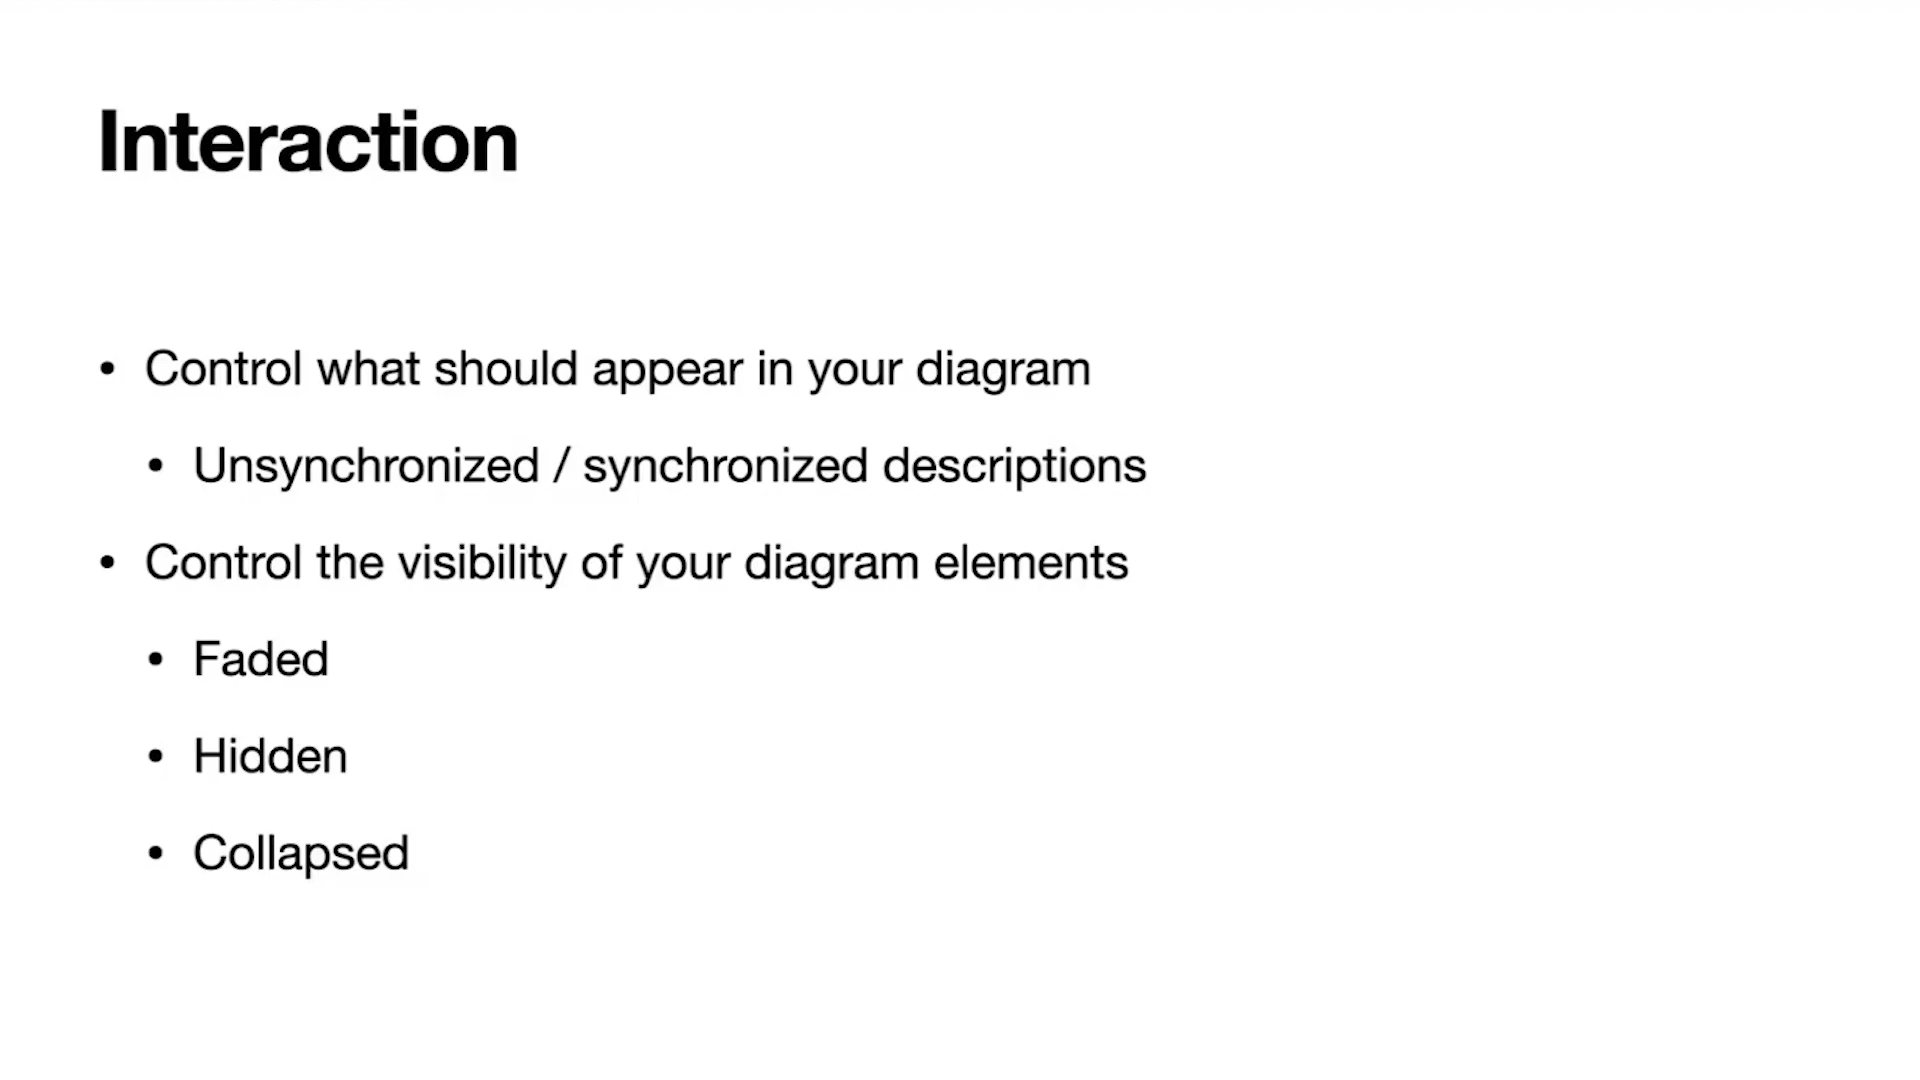 Interaction
• Control what should appear in your diagram
• Unsynchronized / synchronized descriptions
• Control the visibility of your diagram elements
• Faded
• Hidden
• Collapsed